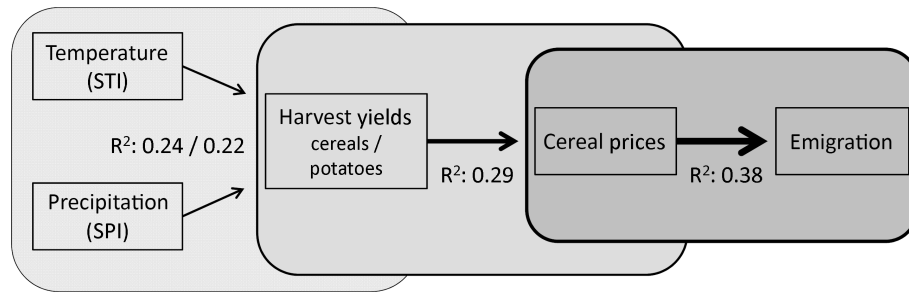 Temperature
(STI)
R²: 0.24 / 0.22
Precipitation
(SPI)
Harvest yields
cereals /
potatoes
R²: 0.29
Cereal prices
R²: 0.38
Emigration